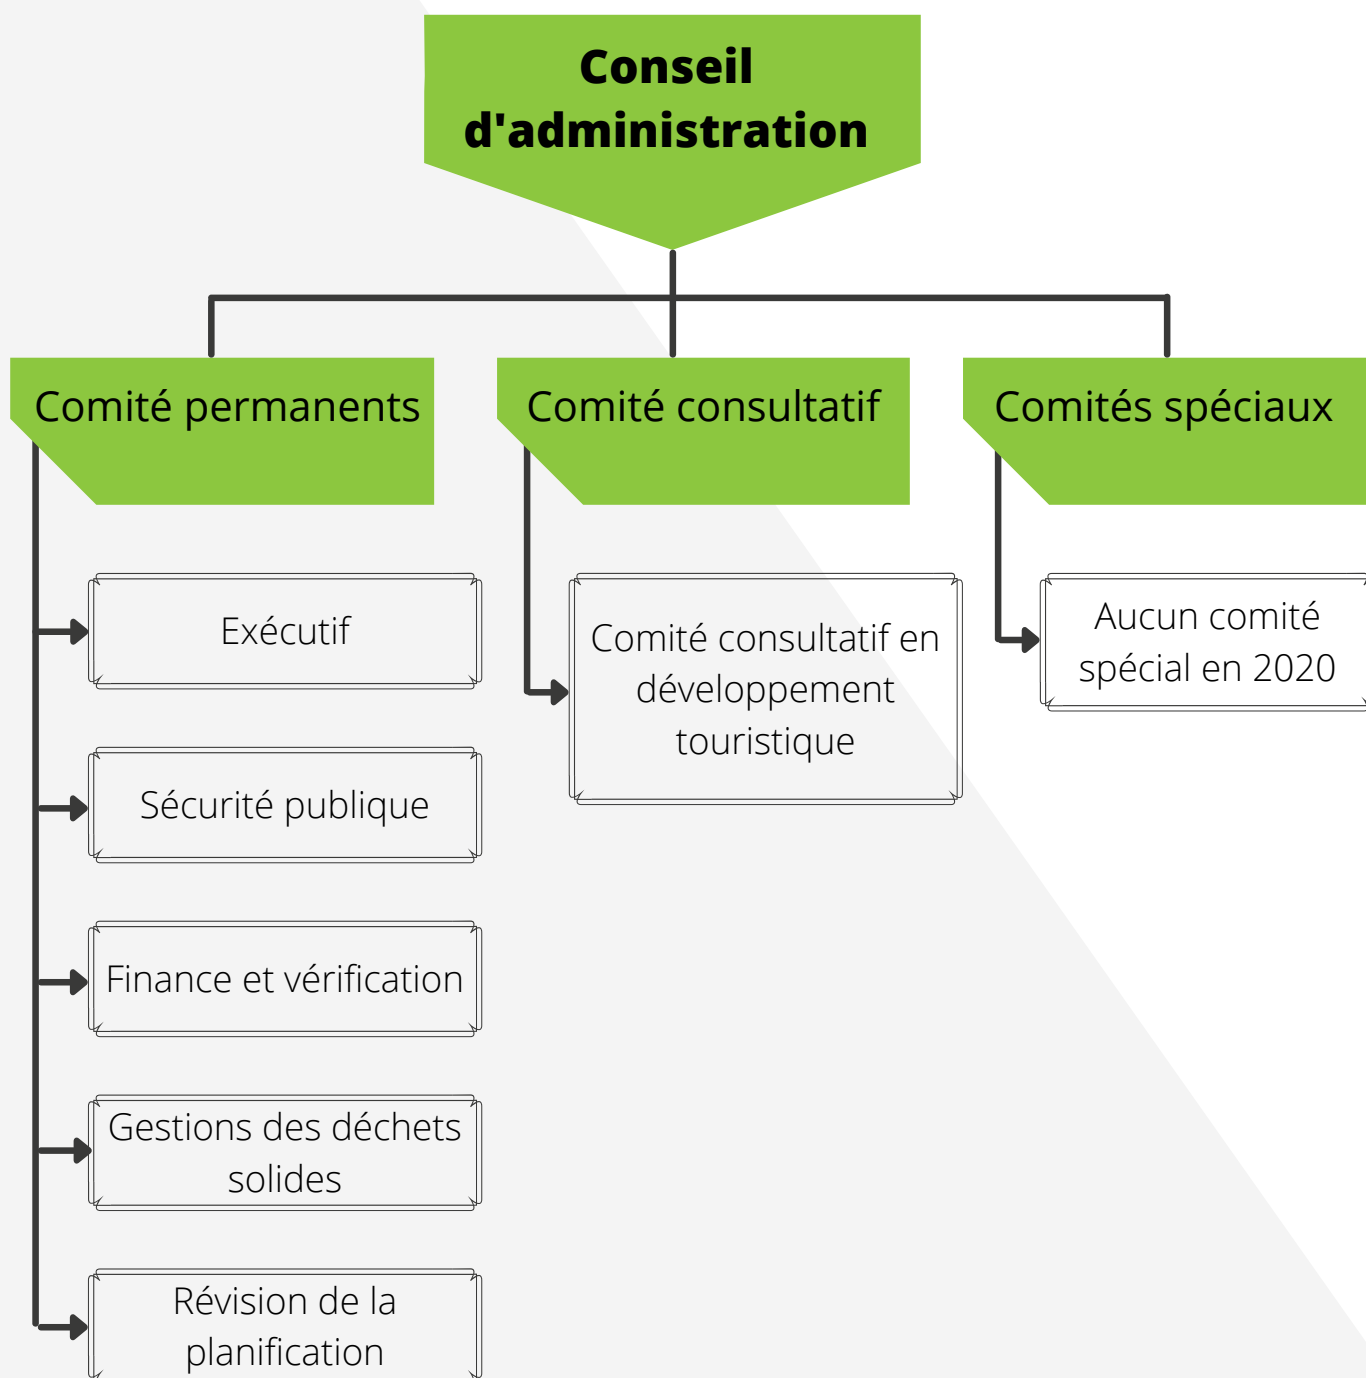 Conseil
d'administration
Comité permanents
Comité consultatif
Comités spéciaux
Exécutif
Sécurité publique
Finance et vérification
Gestions des déchets
solides
Révision de la
planification
Comité consultatif en
développement
touristique
Aucun comité
spécial en 2020